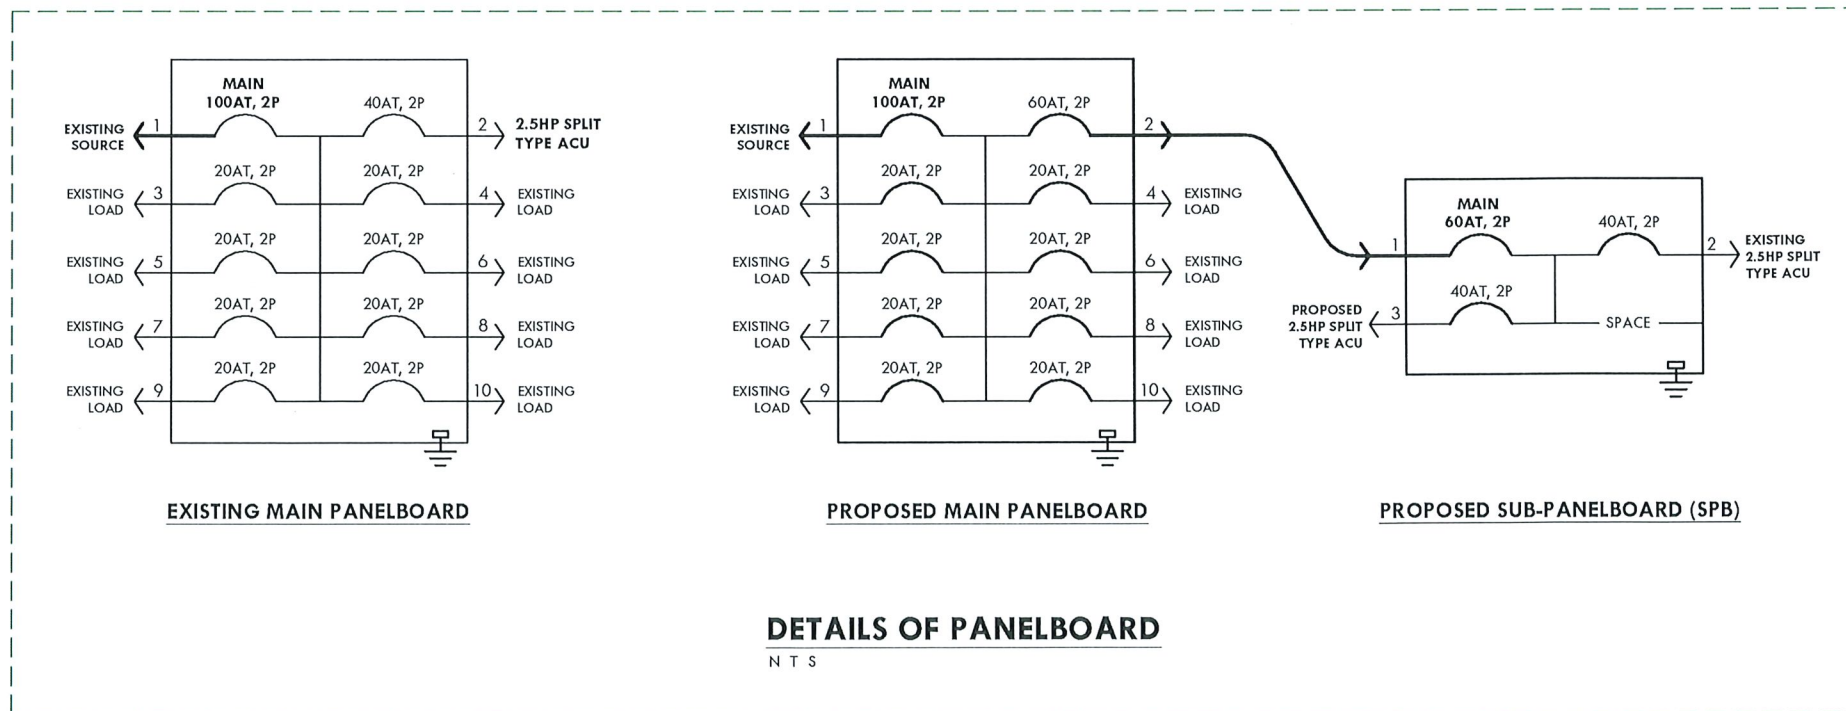 MAIN
100AT, 2P
40AT, 2P
EXISTING
SOURCE
1
2
2.5HP SPLIT
TYPE ACU
20AT, 2P
20AT, 2P
EXISTING
LOAD
3
4
EXISTING
LOAD
20AT, 2P
20AT, 2P
EXISTING
LOAD
5
6
EXISTING
LOAD
20AT, 2P
20AT, 2P
EXISTING
LOAD
7
8
EXISTING
LOAD
20AT, 2P
20AT, 2P
EXISTING
LOAD
9
10
EXISTING
LOAD
EXISTING MAIN PANELBOARD
MAIN
100AT, 2P
60AT, 2P
EXISTING
SOURCE
1
2
20AT, 2P
20AT, 2P
EXISTING
LOAD
3
4
EXISTING
LOAD
20AT, 2P
20AT, 2P
EXISTING
LOAD
5
6
EXISTING
LOAD
20AT, 2P
20AT, 2P
EXISTING
LOAD
7
8
EXISTING
LOAD
20AT, 2P
20AT, 2P
EXISTING
LOAD
9
10
EXISTING
LOAD
PROPOSED MAIN PANELBOARD
MAIN
60AT, 2P
40AT, 2P
1
2
EXISTING
2.5HP SPLIT
TYPE ACU
40AT, 2P
PROPOSED
2.5HP SPLIT
TYPE ACU
3
SPACE
PROPOSED SUB-PANELBOARD (SPB)
DETAILS OF PANELBOARD
NTS